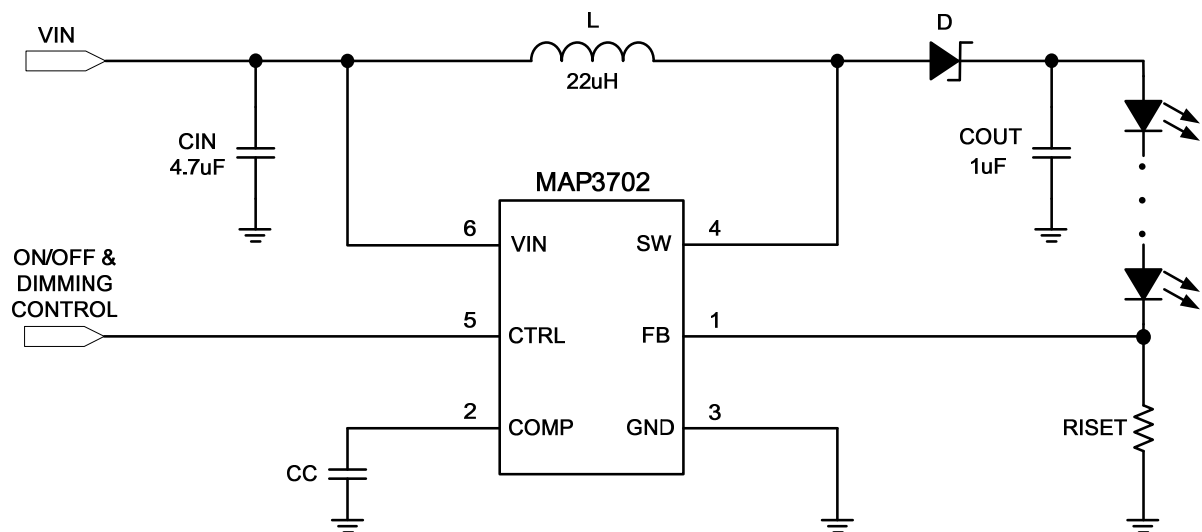 VIN
L
22uH
D
CIN
4.7uF
COUT
1uF
MAP3702
6
VIN
SW
4
ON/OFF &
DIMMING
CONTROL
5
CTRL
FB
1
2
COMP
GND
3
RISET
CC